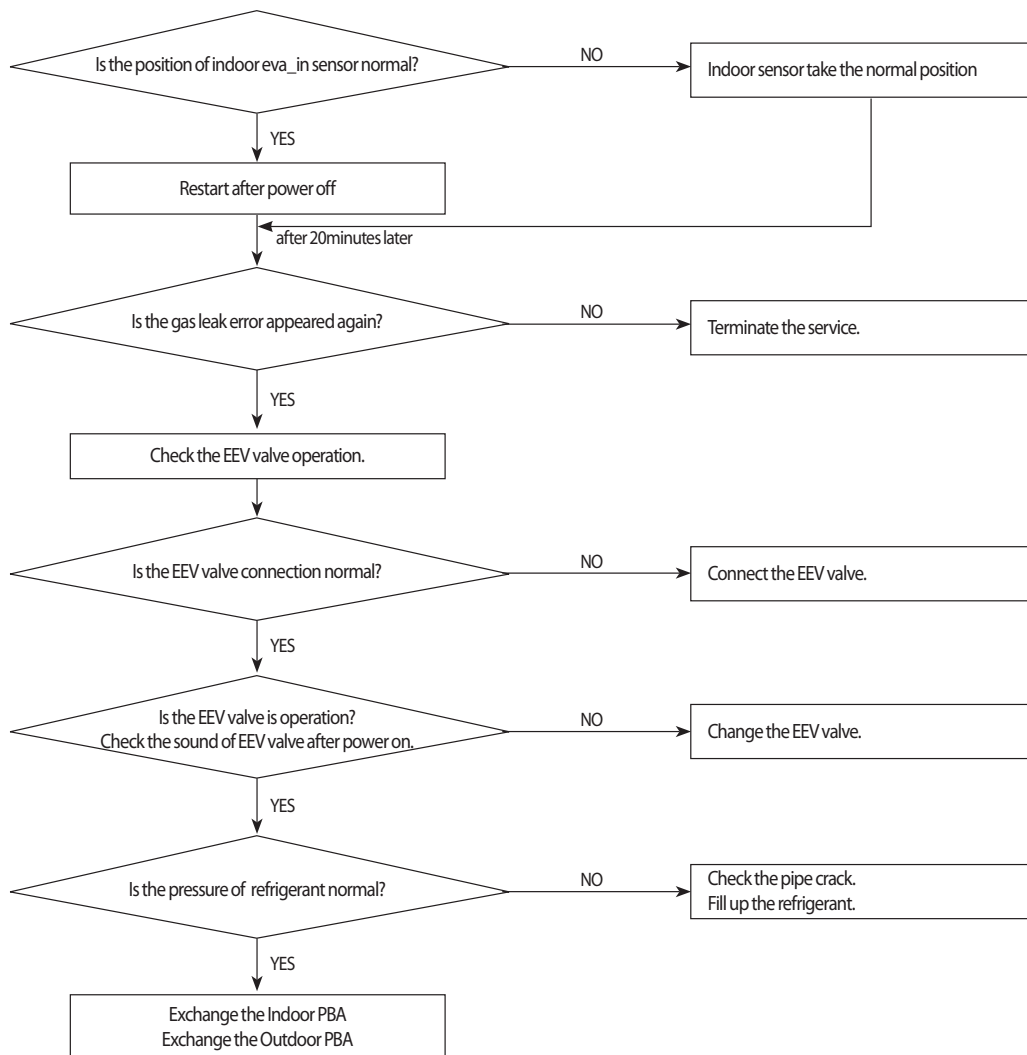 Is the position of indoor eva_in sensor normal?
NO
Indoor sensor take the normal position
YES
Restart after power off
after 20minutes later
Is the gas leak error appeared again?
NO
Terminate the service.
YES
Check the EEV valve operation.
Is the EEV valve connection normal?
NO
Connect the EEV valve.
YES
Is the EEV valve is operation?
Check the sound of EEV valve after power on.
NO
Change the EEV valve.
YES
Is the pressure of refrigerant normal?
NO
Check the pipe crack.
Fill up the refrigerant.
YES
Exchange the Indoor PBA
Exchange the Outdoor PBA